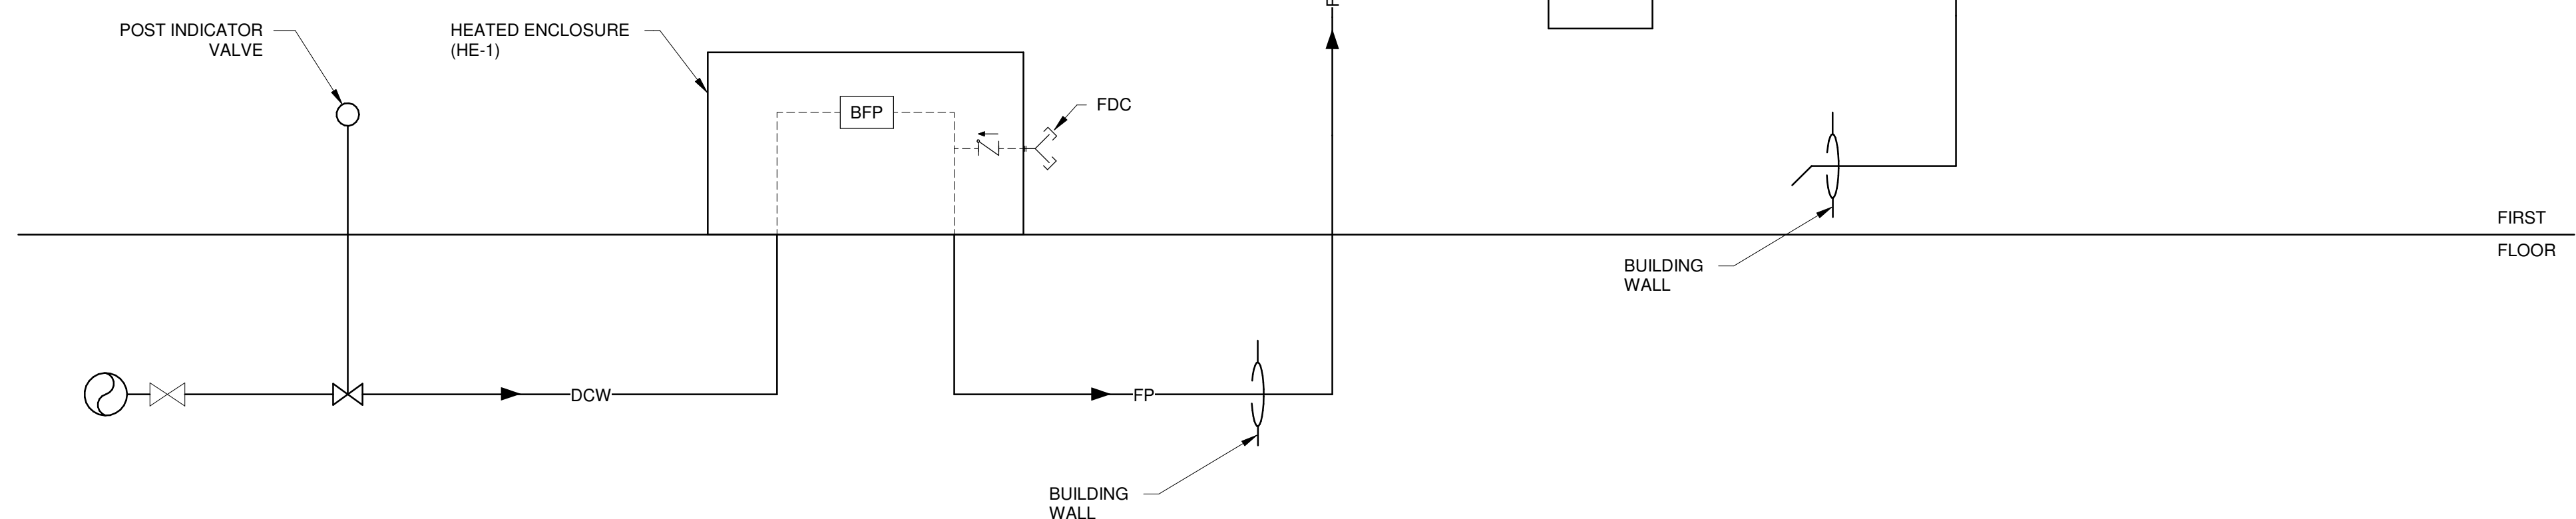 POST INDICATOR
VALVE
HEATED ENCLOSURE
(HE-1)
BFP
FDC
FIRST
FLOOR
BUILDING
WALL
DCW
FP
BUILDING
WALL